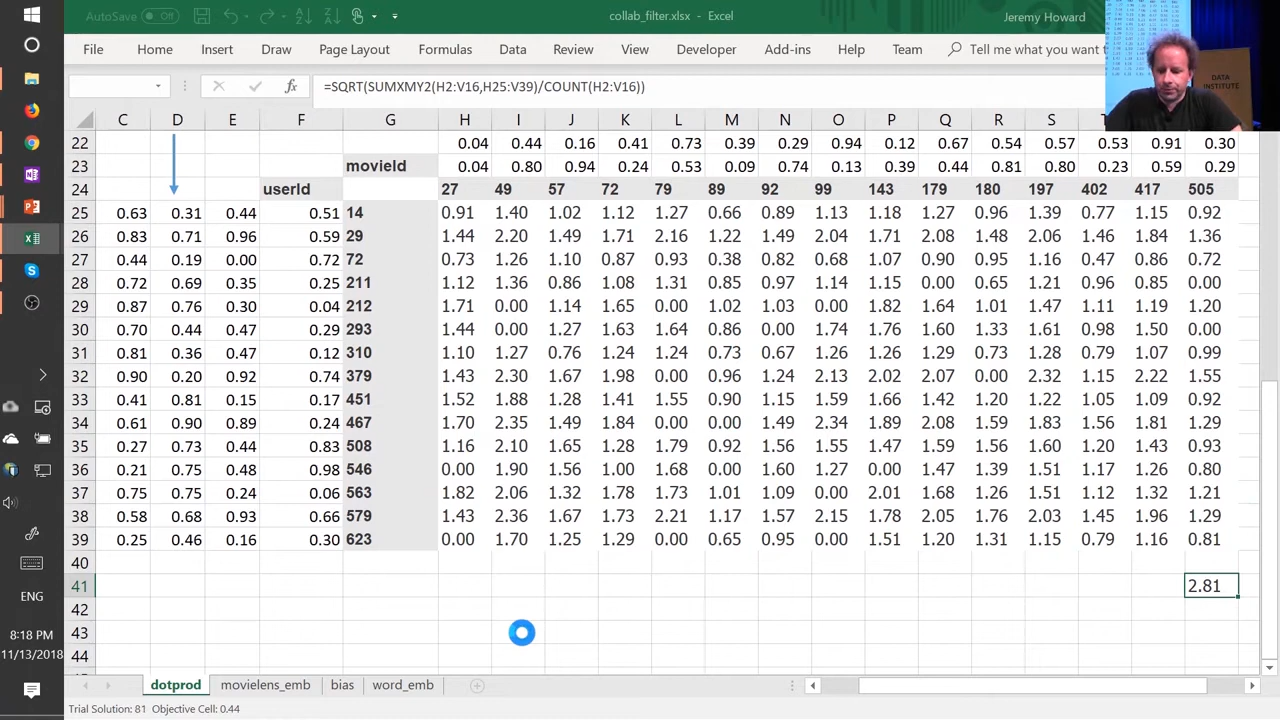 AutoSave Off collab_filter.xlsx - Excel Jeremy Howard
File Home Insert Draw Page Layout Formulas Data Review View Developer Add-ins Help Team Tell me what you want
=SQRT(SUMXMY2(H2:V16,H25:V39)/COUNT(H2:V16))
DATA
INSTITUTE
C D E F G H I J K L M N O P Q R S T U V
22 0.04 0.44 0.16 0.41 0.73 0.39 0.29 0.94 0.12 0.67 0.54 0.57 0.53 0.91 0.30
23 movieId 0.04 0.80 0.94 0.24 0.53 0.09 0.74 0.13 0.39 0.44 0.81 0.80 0.23 0.59 0.29
24 userId 27 49 57 72 79 89 92 99 143 179 180 197 402 417 505
25 0.63 0.31 0.44 0.51 14 0.91 1.40 1.02 1.12 1.27 0.66 0.89 1.13 1.18 1.27 0.96 1.39 0.77 1.15 0.92
26 0.83 0.71 0.96 0.59 29 1.44 2.20 1.49 1.71 2.16 1.22 1.49 2.04 1.71 2.08 1.48 2.06 1.46 1.84 1.36
27 0.44 0.19 0.00 0.72 72 0.73 1.26 1.10 0.87 0.93 0.38 0.82 0.68 1.07 0.90 0.95 1.16 0.47 0.86 0.72
28 0.72 0.69 0.35 0.25 211 1.12 1.36 0.86 1.08 1.31 0.85 0.97 1.14 1.15 0.00 0.65 1.21 0.96 0.85 0.00
29 0.87 0.76 0.30 0.04 212 1.71 0.00 1.14 1.65 0.00 1.02 1.03 0.00 1.82 1.64 1.01 1.47 1.11 1.19 1.20
30 0.70 0.44 0.47 0.29 293 1.44 0.00 1.27 1.63 1.64 0.86 0.00 1.74 1.76 1.60 1.33 1.61 0.98 1.50 0.00
31 0.81 0.36 0.47 0.12 310 1.10 1.27 0.76 1.24 1.24 0.73 0.67 1.26 1.26 1.29 0.73 1.28 0.79 1.07 0.99
32 0.90 0.20 0.92 0.74 379 1.43 2.30 1.67 1.98 0.00 0.96 1.24 2.13 2.02 2.07 0.00 2.32 1.15 2.22 1.55
33 0.41 0.81 0.15 0.17 451 1.52 1.88 1.28 1.41 1.55 0.90 1.15 1.59 1.66 1.42 1.20 1.22 1.05 1.09 0.92
34 0.61 0.90 0.89 0.24 467 1.70 2.35 1.49 1.84 0.00 0.00 1.49 2.34 1.89 2.08 1.59 1.83 1.56 1.81 1.29
35 0.27 0.73 0.44 0.83 508 1.16 2.10 1.65 1.28 1.79 0.92 1.56 1.55 1.47 1.59 1.56 1.60 1.20 1.43 0.93
36 0.21 0.75 0.48 0.98 546 0.00 1.90 1.56 1.00 1.68 0.00 1.60 1.27 0.00 1.47 1.39 1.51 1.17 1.26 0.80
37 0.75 0.75 0.24 0.06 563 1.82 2.06 1.32 1.78 1.73 1.01 1.09 0.00 2.01 1.68 1.26 1.51 1.12 1.32 1.21
38 0.58 0.68 0.93 0.66 579 1.43 2.36 1.67 1.73 2.21 1.17 1.57 2.15 1.78 2.05 1.76 2.03 1.45 1.96 1.29
39 0.25 0.46 0.16 0.30 623 0.00 1.70 1.25 1.29 0.00 0.65 0.95 0.00 1.51 1.20 1.31 1.15 0.79 1.16 0.81
40
41 2.81
42
43
44
ENG
8:18 PM
11/13/2018
dotprod movielens_emb bias word_emb
Trial Solution: 81 Objective Cell: 0.44